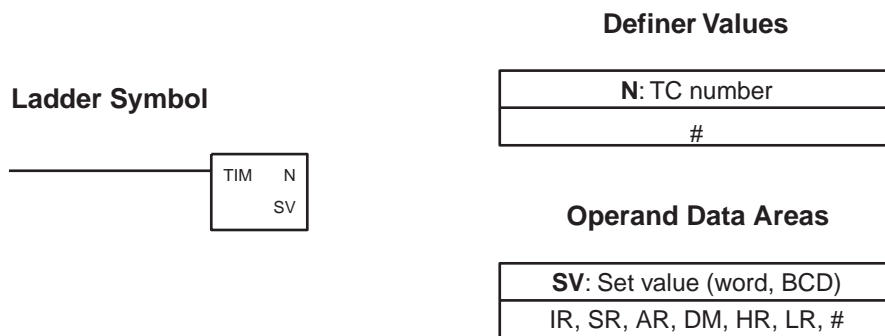 Ladder Symbol
TIM N
SV
Definer Values
N: TC number
#
Operand Data Areas
SV: Set value (word, BCD)
IR, SR, AR, DM, HR, LR, #